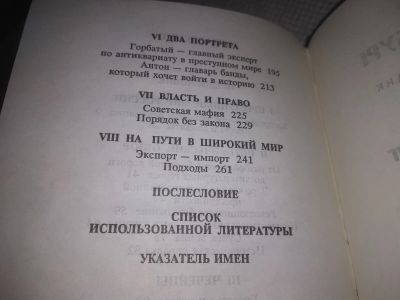 VI ДВА ПОРТРЕТА
Горбатый — главный эксперт
по антиквариату в преступном мире 195
Антон — главарь банды,
который хочет войти в историю 213
VII ВЛАСТЬ И ПРАВО
Советская мафия 225
Порядок без закона 229
VIII НА ПУТИ В ШИРОКИЙ МИР
Экспорт — импорт 241
Подходы 261
ПОСЛЕСЛОВИЕ
СПИСОК
ИСПОЛЬЗОВАННОЙ ЛИТЕРАТУРЫ
УКАЗАТЕЛЬ ИМЕН